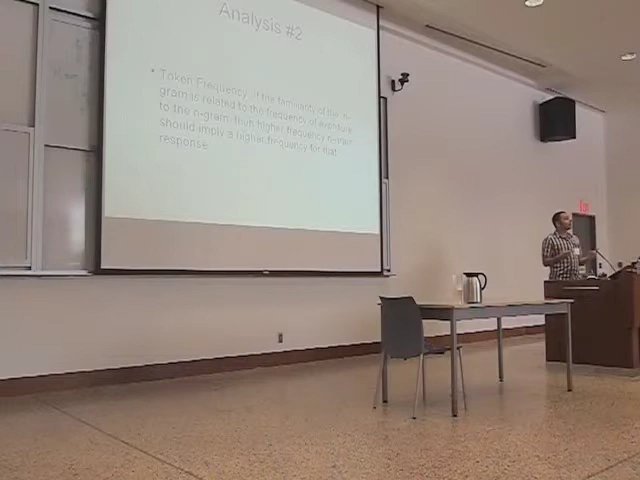 Analysis #2
• Token Frequency: If the familiarity of the n-
gram is related to the frequency of exposure
to the n-gram, then higher frequency n-gram
should imply a higher frequency for that
response